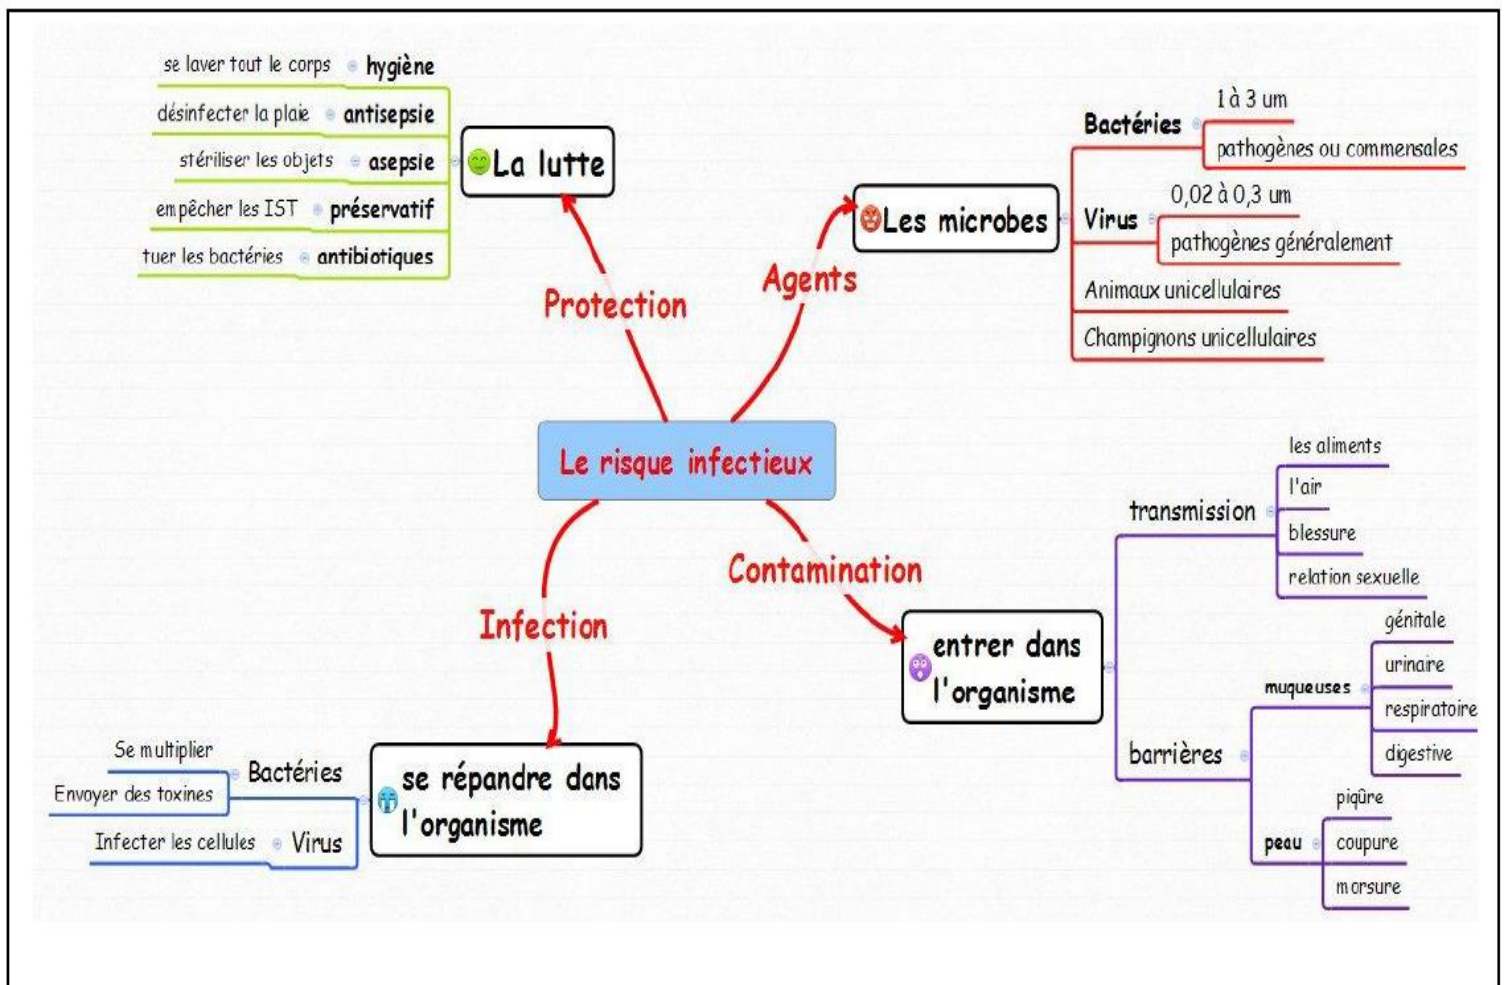 se laver tout le corps hygiène
désinfecter la plaie antisepsie
stériliser les objets asepsie
empêcher les IST préservatif
tuer les bactéries antibiotiques
La lutte
Protection
Agents
Les microbes
Bactéries
1 à 3 um
pathogènes ou commensales
Virus
0,02 à 0,3 um
pathogènes généralement
Animaux unicellulaires
Champignons unicellulaires
Le risque infectieux
Contamination
entrer dans
l'organisme
transmission
les aliments
l'air
blessure
relation sexuelle
barrières
muqueuses
génitale
urinaire
respiratoire
digestive
peau
piqûre
coupure
morsure
Infection
se répandre dans
l'organisme
Bactéries
Se multiplier
Envoyer des toxines
Infecter les cellules Virus